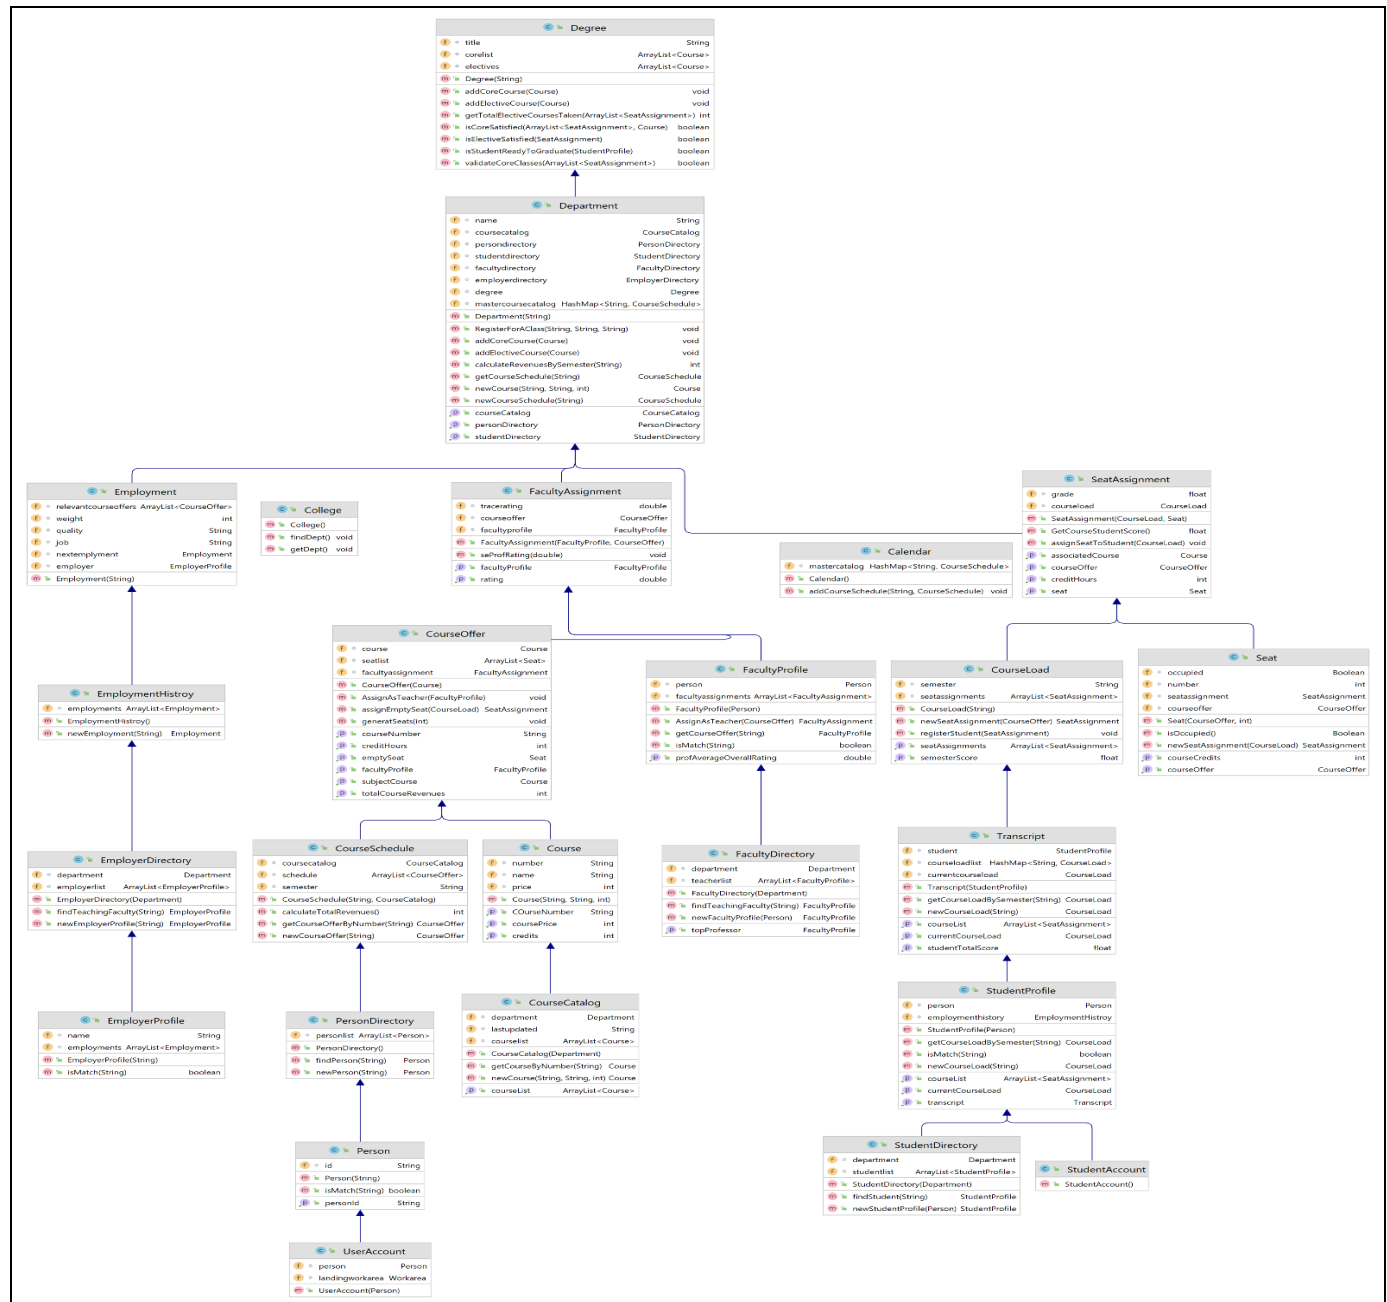 Degree
title String
corelist ArrayList<Course>
electives ArrayList<Course>
Degree(String)
addCoreCourse(Course) void
addElectiveCourse(Course) void
getTotalElectiveCoursesTaken(ArrayList<SeatAssignment>) int
isCoreSatisfied(ArrayList<SeatAssignment>, Course) boolean
isElectiveSatisfied(SeatAssignment) boolean
isStudentReadyToGraduate(StudentProfile) boolean
validateCoreClasses(ArrayList<SeatAssignment>) boolean
Department
name String
coursecatalog CourseCatalog
persondirectory PersonDirectory
studentdirectory StudentDirectory
facultydirectory FacultyDirectory
employerdirectory EmployerDirectory
degree Degree
mastercoursecatalog HashMap<String, CourseSchedule>
Department(String)
RegisterForAClass(String, String, String) void
addCoreCourse(Course) void
addElectiveCourse(Course) void
calculateRevenuesBySemester(String) int
getCourseSchedule(String) CourseSchedule
newCourse(String, String, int) Course
newCourseSchedule(String) CourseSchedule
courseCatalog CourseCatalog
personDirectory PersonDirectory
studentDirectory StudentDirectory
Employment
relevantcourseoffers ArrayList<CourseOffer>
weight int
quality String
job String
nextemplyment Employment
employer EmployerProfile
Employment(String)
College
College()
findDept() void
getDept() void
FacultyAssignment
tracerating double
courseoffer CourseOffer
facultyprofile FacultyProfile
FacultyAssignment(FacultyProfile, CourseOffer)
seProfRating(double) void
facultyProfile FacultyProfile
rating double
Calendar
mastercatalog HashMap<String, CourseSchedule>
Calendar()
addCourseSchedule(String, CourseSchedule) void
SeatAssignment
grade float
courseload CourseLoad
SeatAssignment(CourseLoad, Seat)
GetCourseStudentScore() float
assignSeatToStudent(CourseLoad) void
associatedCourse Course
courseOffer CourseOffer
creditHours int
seat Seat
CourseOffer
course Course
seatlist ArrayList<Seat>
facultyassignment FacultyAssignment
CourseOffer(Course)
AssignAsTeacher(FacultyProfile) void
assignEmptySeat(CourseLoad) SeatAssignment
generatSeats(int) void
courseNumber String
creditHours int
emptySeat Seat
facultyProfile FacultyProfile
subjectCourse Course
totalCourseRevenues int
FacultyProfile
person Person
facultyassignments ArrayList<FacultyAssignment>
FacultyProfile(Person)
AssignAsTeacher(CourseOffer) FacultyAssignment
getCourseOffer(String) FacultyProfile
isMatch(String) boolean
profAverageOverallRating double
CourseLoad
semester String
seatassignments ArrayList<SeatAssignment>
CourseLoad(String)
newSeatAssignment(CourseOffer) SeatAssignment
registerStudent(SeatAssignment) void
seatAssignments ArrayList<SeatAssignment>
semesterScore float
Seat
occupied Boolean
number int
seatassignment SeatAssignment
courseoffer CourseOffer
Seat(CourseOffer, int)
isOccupied() Boolean
newSeatAssignment(CourseLoad) SeatAssignment
courseCredits int
courseOffer CourseOffer
EmploymentHistroy
employments ArrayList<Employment>
EmploymentHistroy()
newEmployment(String) Employment
EmployerDirectory
department Department
employerlist ArrayList<EmployerProfile>
EmployerDirectory(Department)
findTeachingFaculty(String) EmployerProfile
newEmployerProfile(String) EmployerProfile
CourseSchedule
coursecatalog CourseCatalog
schedule ArrayList<CourseOffer>
semester String
CourseSchedule(String, CourseCatalog)
calculateTotalRevenues() int
getCourseOfferByNumber(String) CourseOffer
newCourseOffer(String) CourseOffer
Course
number String
name String
price int
Course(String, String, int)
COurseNumber String
coursePrice int
credits int
FacultyDirectory
department Department
teacherlist ArrayList<FacultyProfile>
FacultyDirectory(Department)
findTeachingFaculty(String) FacultyProfile
newFacultyProfile(Person) FacultyProfile
topProfessor FacultyProfile
Transcript
student StudentProfile
courseloadlist HashMap<String, CourseLoad>
currentcourseload CourseLoad
Transcript(StudentProfile)
getCourseLoadBySemester(String) CourseLoad
newCourseLoad(String) CourseLoad
courseList ArrayList<SeatAssignment>
currentCourseLoad CourseLoad
studentTotalScore float
EmployerProfile
name String
employments ArrayList<Employment>
EmployerProfile(String)
isMatch(String) boolean
PersonDirectory
personlist ArrayList<Person>
PersonDirectory()
findPerson(String) Person
newPerson(String) Person
CourseCatalog
department Department
lastupdated String
courselist ArrayList<Course>
CourseCatalog(Department)
getCourseByNumber(String) Course
newCourse(String, String, int) Course
courseList ArrayList<Course>
StudentProfile
person Person
employmenthistory EmploymentHistroy
StudentProfile(Person)
getCourseLoadBySemester(String) CourseLoad
isMatch(String) boolean
newCourseLoad(String) CourseLoad
courseList ArrayList<SeatAssignment>
currentCourseLoad CourseLoad
transcript Transcript
Person
id String
Person(String)
isMatch(String) boolean
personId String
StudentDirectory
department Department
studentlist ArrayList<StudentProfile>
StudentDirectory(Department)
findStudent(String) StudentProfile
newStudentProfile(Person) StudentProfile
StudentAccount
StudentAccount()
UserAccount
person Person
landingworkarea Workarea
UserAccount(Person)